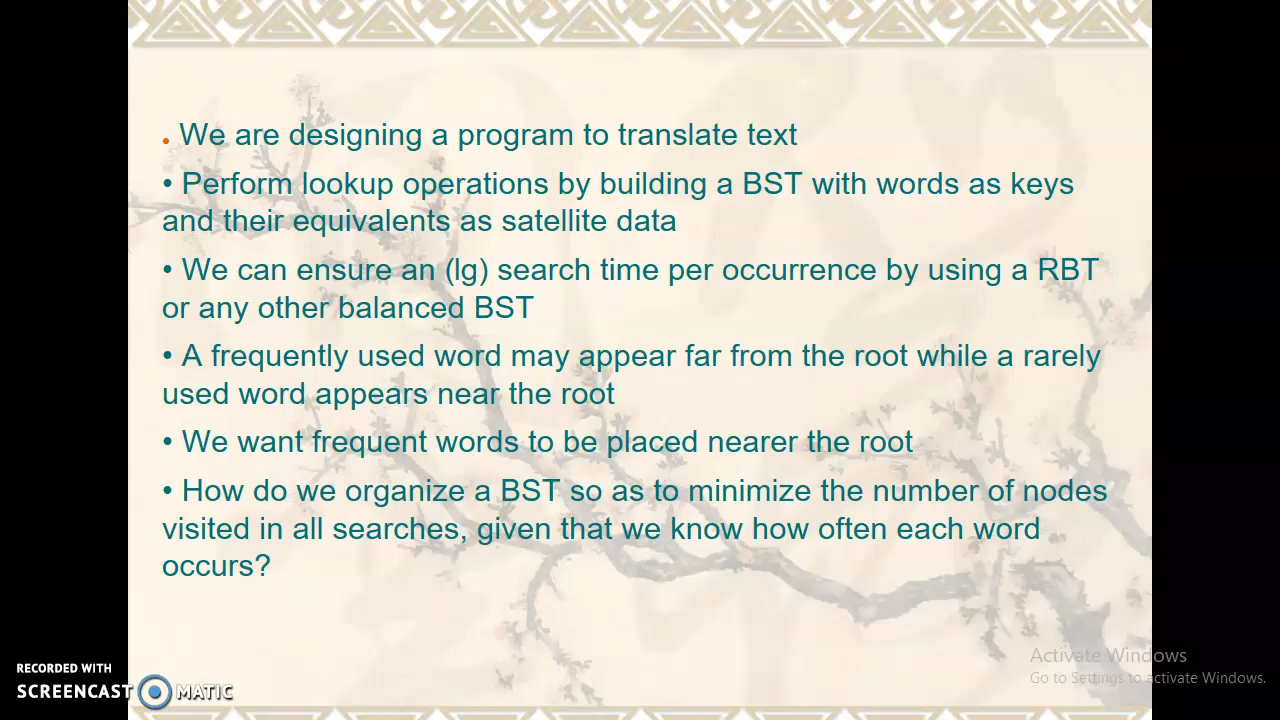 • We are designing a program to translate text
• Perform lookup operations by building a BST with words as keys
and their equivalents as satellite data
• We can ensure an (lg) search time per occurrence by using a RBT
or any other balanced BST
• A frequently used word may appear far from the root while a rarely
used word appears near the root
• We want frequent words to be placed nearer the root
• How do we organize a BST so as to minimize the number of nodes
visited in all searches, given that we know how often each word
occurs?
Activate Windows
Go to Settings to activate Windows.
RECORDED WITH
SCREENCAST MATIC